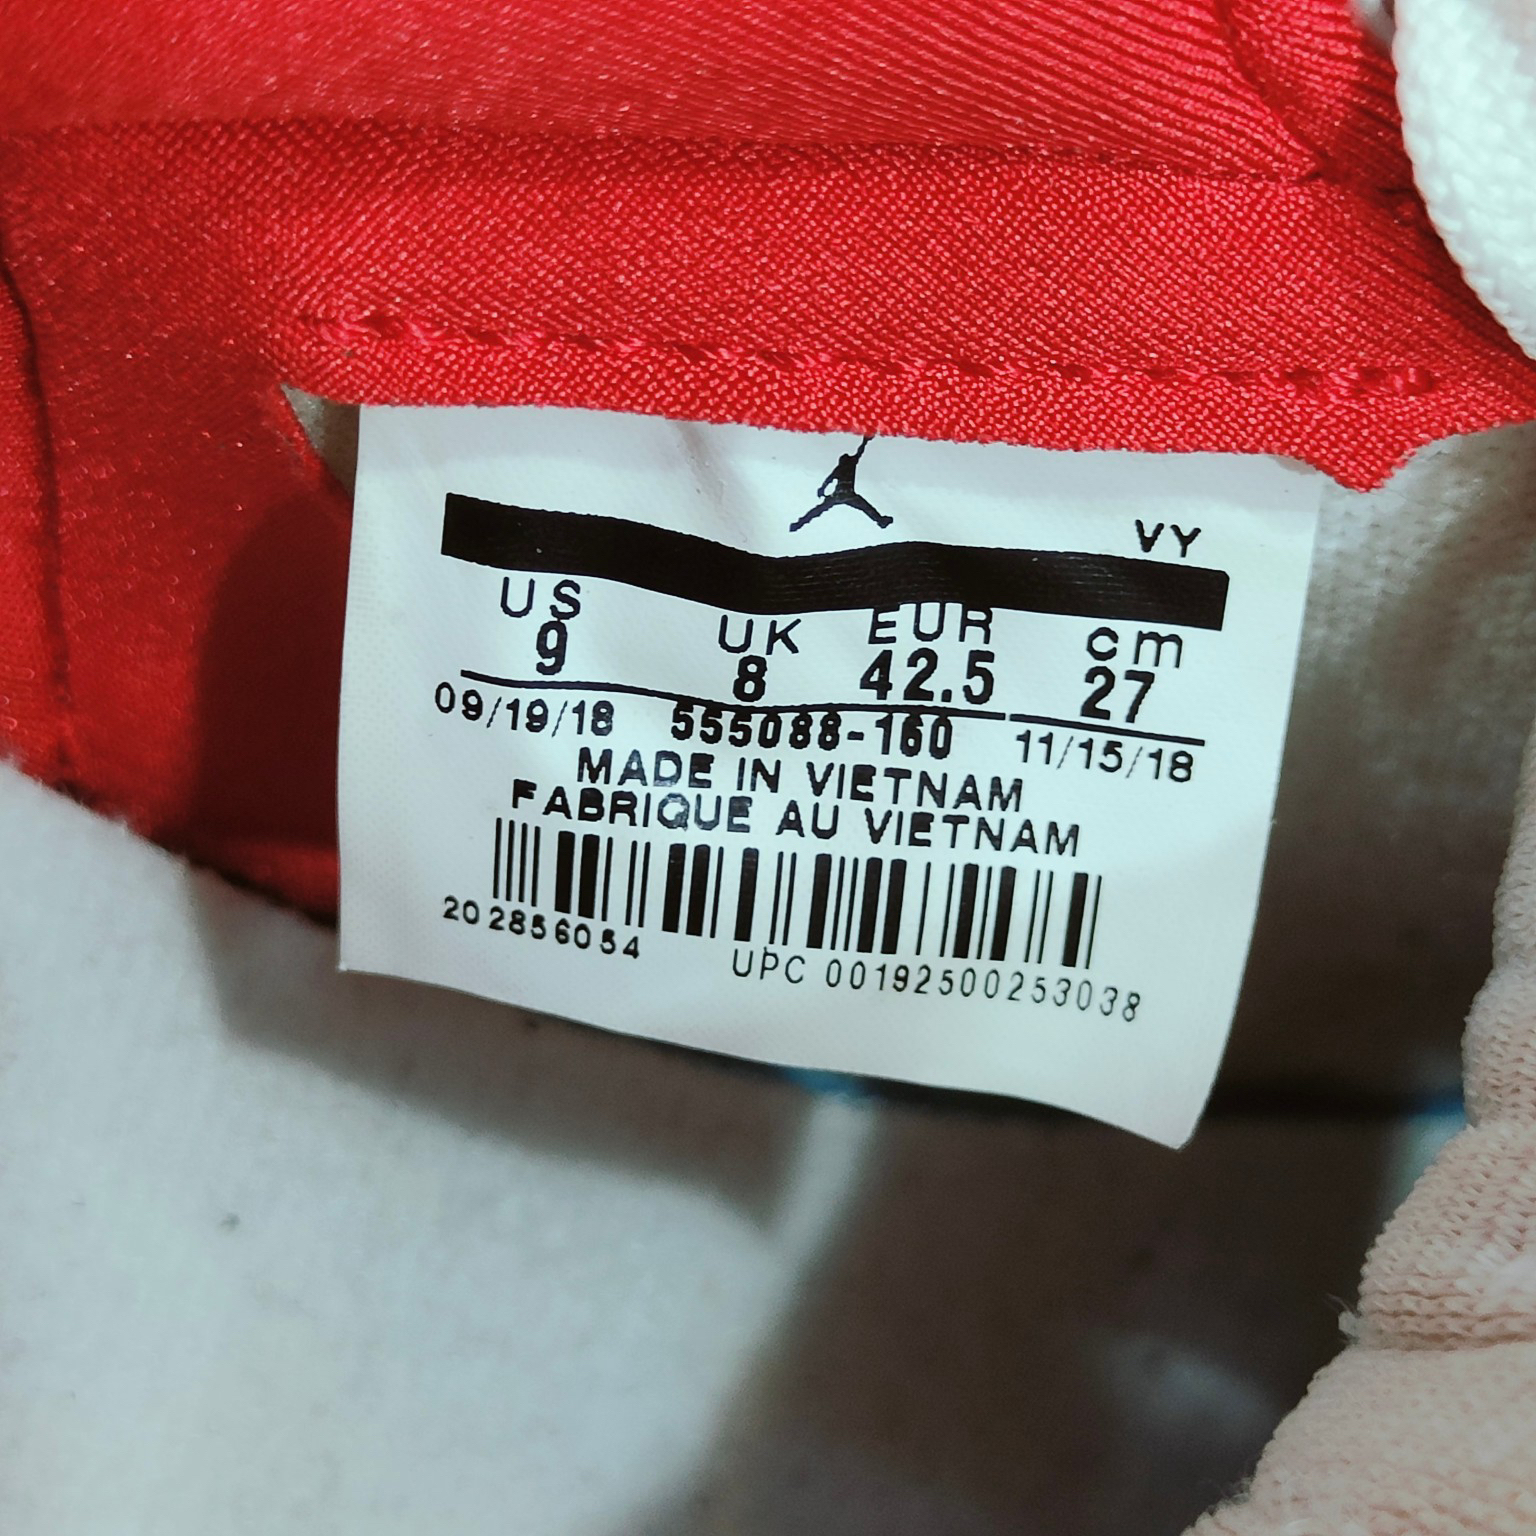 VY
US UK EUR cm
9 8 42.5 27
09/19/18 555088-160 11/15/18
MADE IN VIETNAM
FABRIQUE AU VIETNAM
202856054
UPC 00192500253038